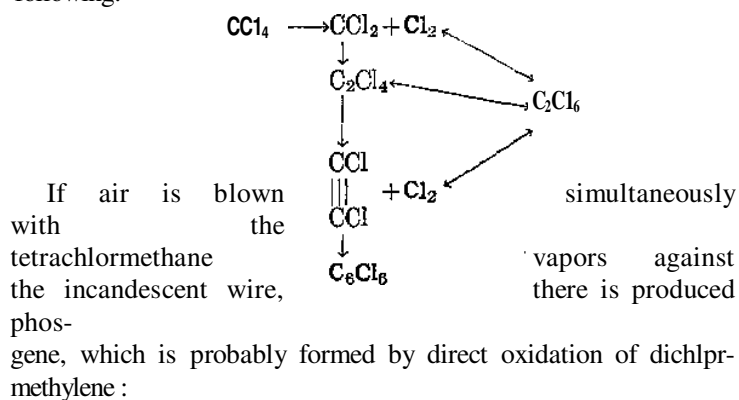 following:
CCl₄ → CCl₂ + Cl₂
C₂Cl₄
C₂Cl₆
CCl
||| + Cl₂
CCl
C₆Cl₆
If air is blown simultaneously
with the
tetrachlormethane vapors against
the incandescent wire, there is produced
phos-
gene, which is probably formed by direct oxidation of dichlpr-
methylene :